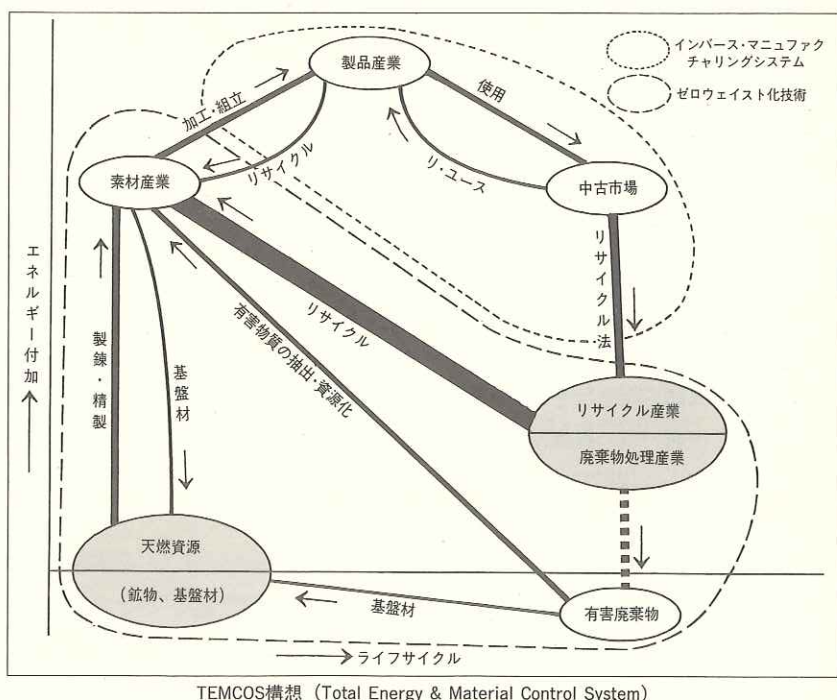 インバース・マニュファク
チャリングシステム
ゼロウェイスト化技術
製品産業
加工・組立
使用
リサイクル
リ・ユース
素材産業
中古市場
リサイクル法
エネルギー付加
製錬・精製
基盤材
有害物質の抽出・資源化
リサイクル
リサイクル産業
廃棄物処理産業
天燃資源
(鉱物、基盤材)
基盤材
有害廃棄物
ライフサイクル
TEMCOS構想 (Total Energy & Material Control System)